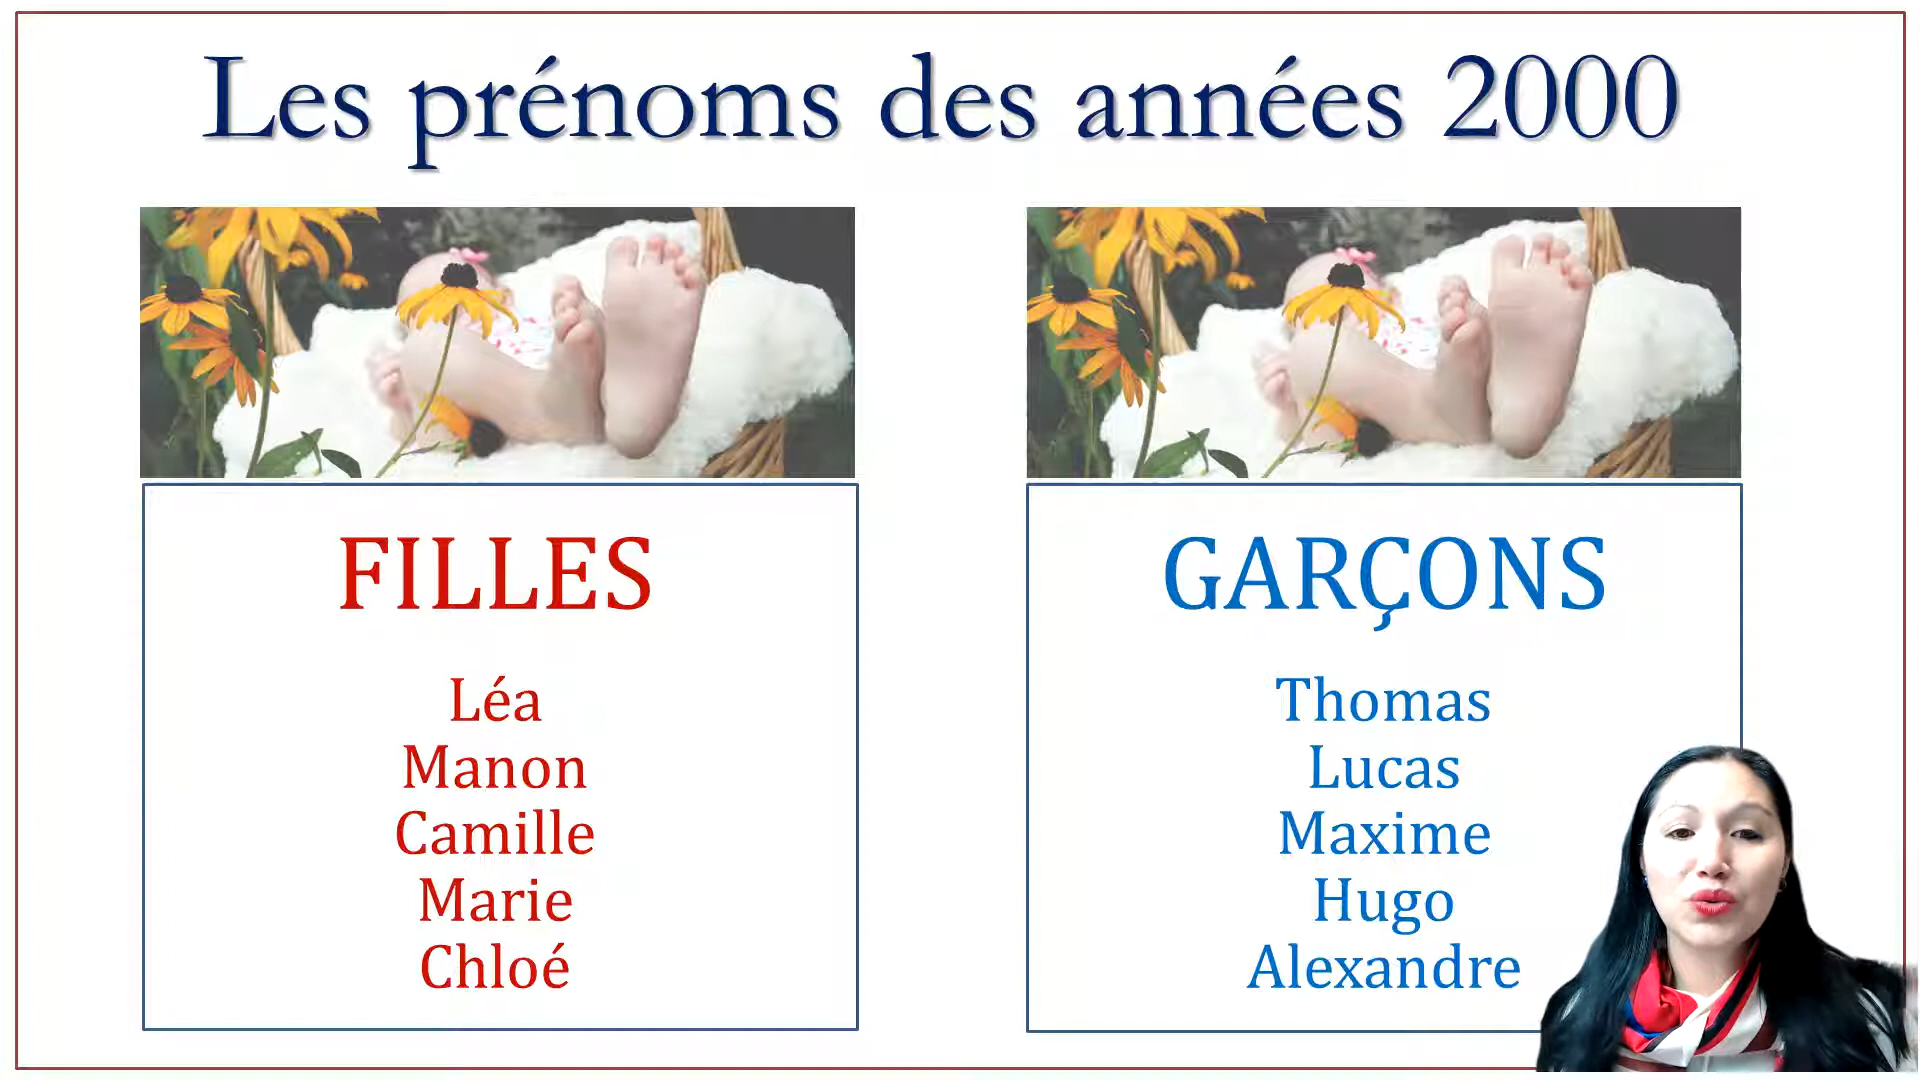 Les prénoms des années 2000
FILLES
Léa
Manon
Camille
Marie
Chloé
GARÇONS
Thomas
Lucas
Maxime
Hugo
Alexandre